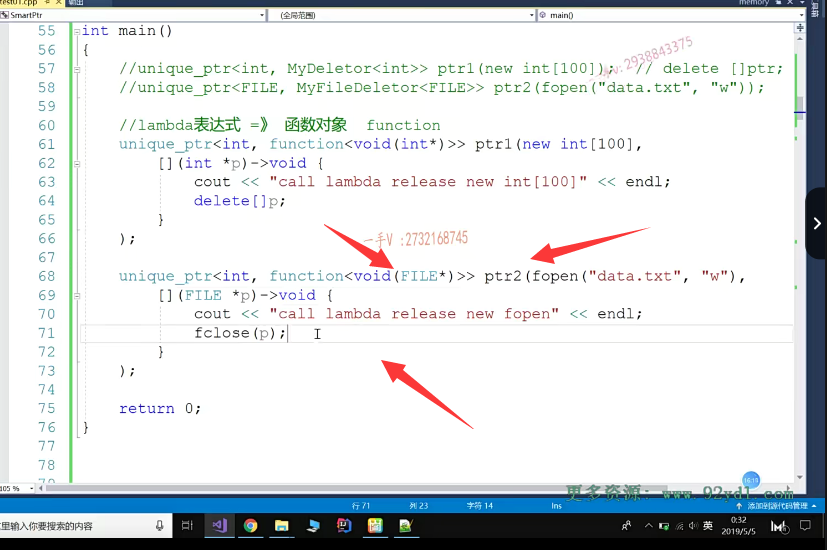 test01.cpp 输出 memory
SmartPtr (全局范围) main()
55 int main()
56 {
57 //unique_ptr<int, MyDeletor<int>> ptr1(new int[100]); // delete []ptr;
58 //unique_ptr<FILE, MyFileDeletor<FILE>> ptr2(fopen("data.txt", "w"));
59
60 //lambda表达式 =》 函数对象 function
61 unique_ptr<int, function<void(int*)>> ptr1(new int[100],
62 [](int *p)->void {
63 cout << "call lambda release new int[100]" << endl;
64 delete[]p;
65 }
66 );
一手V :2938843375
一手V :2732168745
67
68 unique_ptr<int, function<void(FILE*)>> ptr2(fopen("data.txt", "w"),
69 [](FILE *p)->void {
70 cout << "call lambda release new fopen" << endl;
71 fclose(p);
72 }
73 );
74
75 return 0;
76 }
77
78
105 %
16:19
更多资源: www.92ydl.com
行 71 列 23 字符 14 Ins 添加到源代码管理
里输入你要搜索的内容 英 0:32
2019/5/5